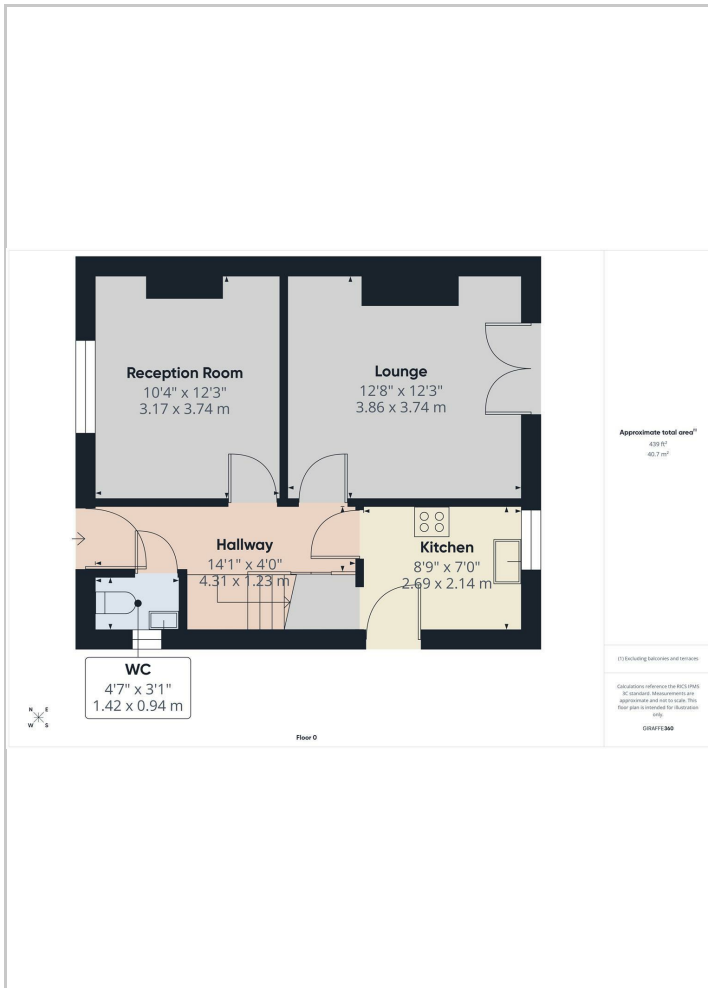 Reception Room
10'4" x 12'3"
3.17 x 3.74 m
Lounge
12'8" x 12'3"
3.86 x 3.74 m
Hallway
14'1" x 4'0"
4.31 x 1.23 m
Kitchen
8'9" x 7'0"
2.69 x 2.14 m
WC
4'7" x 3'1"
1.42 x 0.94 m
N E
W S
Floor 0
Approximate total area(1)
439 ft²
40.7 m²
(1) Excluding balconies and terraces
Calculations reference the RICS IPMS
3C standard. Measurements are
approximate and not to scale. This
floor plan is intended for illustration
only.
GIRAFFE360